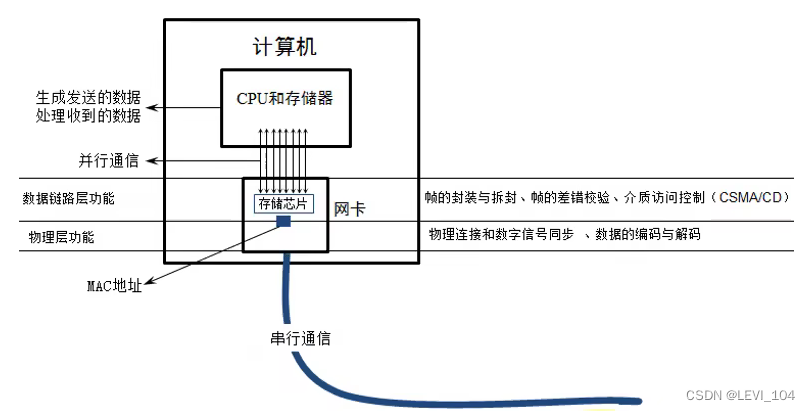 计算机
CPU和存储器
生成发送的数据
处理收到的数据
并行通信
数据链路层功能
存储芯片
网卡
帧的封装与拆封、帧的差错校验、介质访问控制（CSMA/CD）
物理层功能
物理连接和数字信号同步 、数据的编码与解码
MAC地址
串行通信
CSDN @LEVI_104